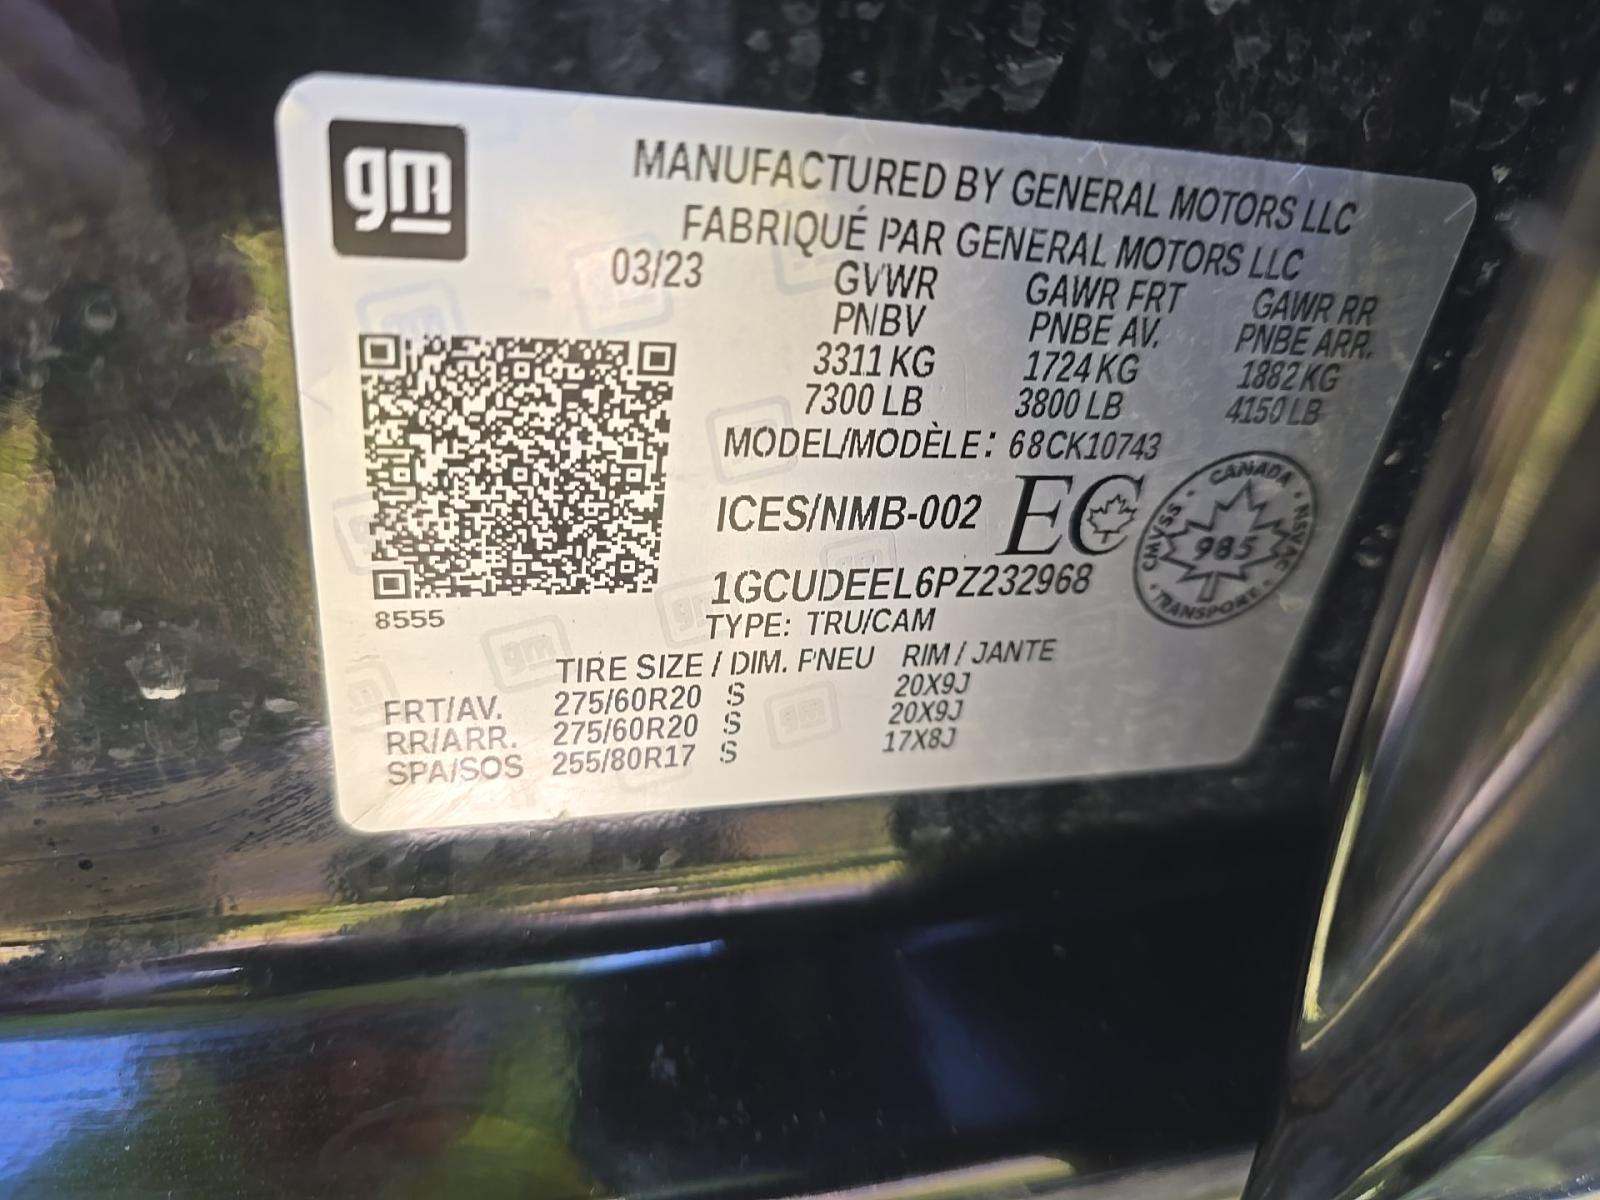 gm
MANUFACTURED BY GENERAL MOTORS LLC
FABRIQUÉ PAR GENERAL MOTORS LLC
03/23 GVWR GAWR FRT GAWR RR
PNBV PNBE AV. PNBE ARR.
3311 KG 1724 KG 1882 KG
7300 LB 3800 LB 4150 LB
MODEL/MODÈLE: 68CK10743
ICES/NMB-002 EC
CANADA
CMVSS 985 NSVAC
TRANSPORT
1GCUDEEL6PZ232968
8555
TYPE: TRU/CAM
TIRE SIZE / DIM. PNEU RIM / JANTE
FRT/AV. 275/60R20 S 20X9J
RR/ARR. 275/60R20 S 20X9J
SPA/SOS 255/80R17 S 17X8J